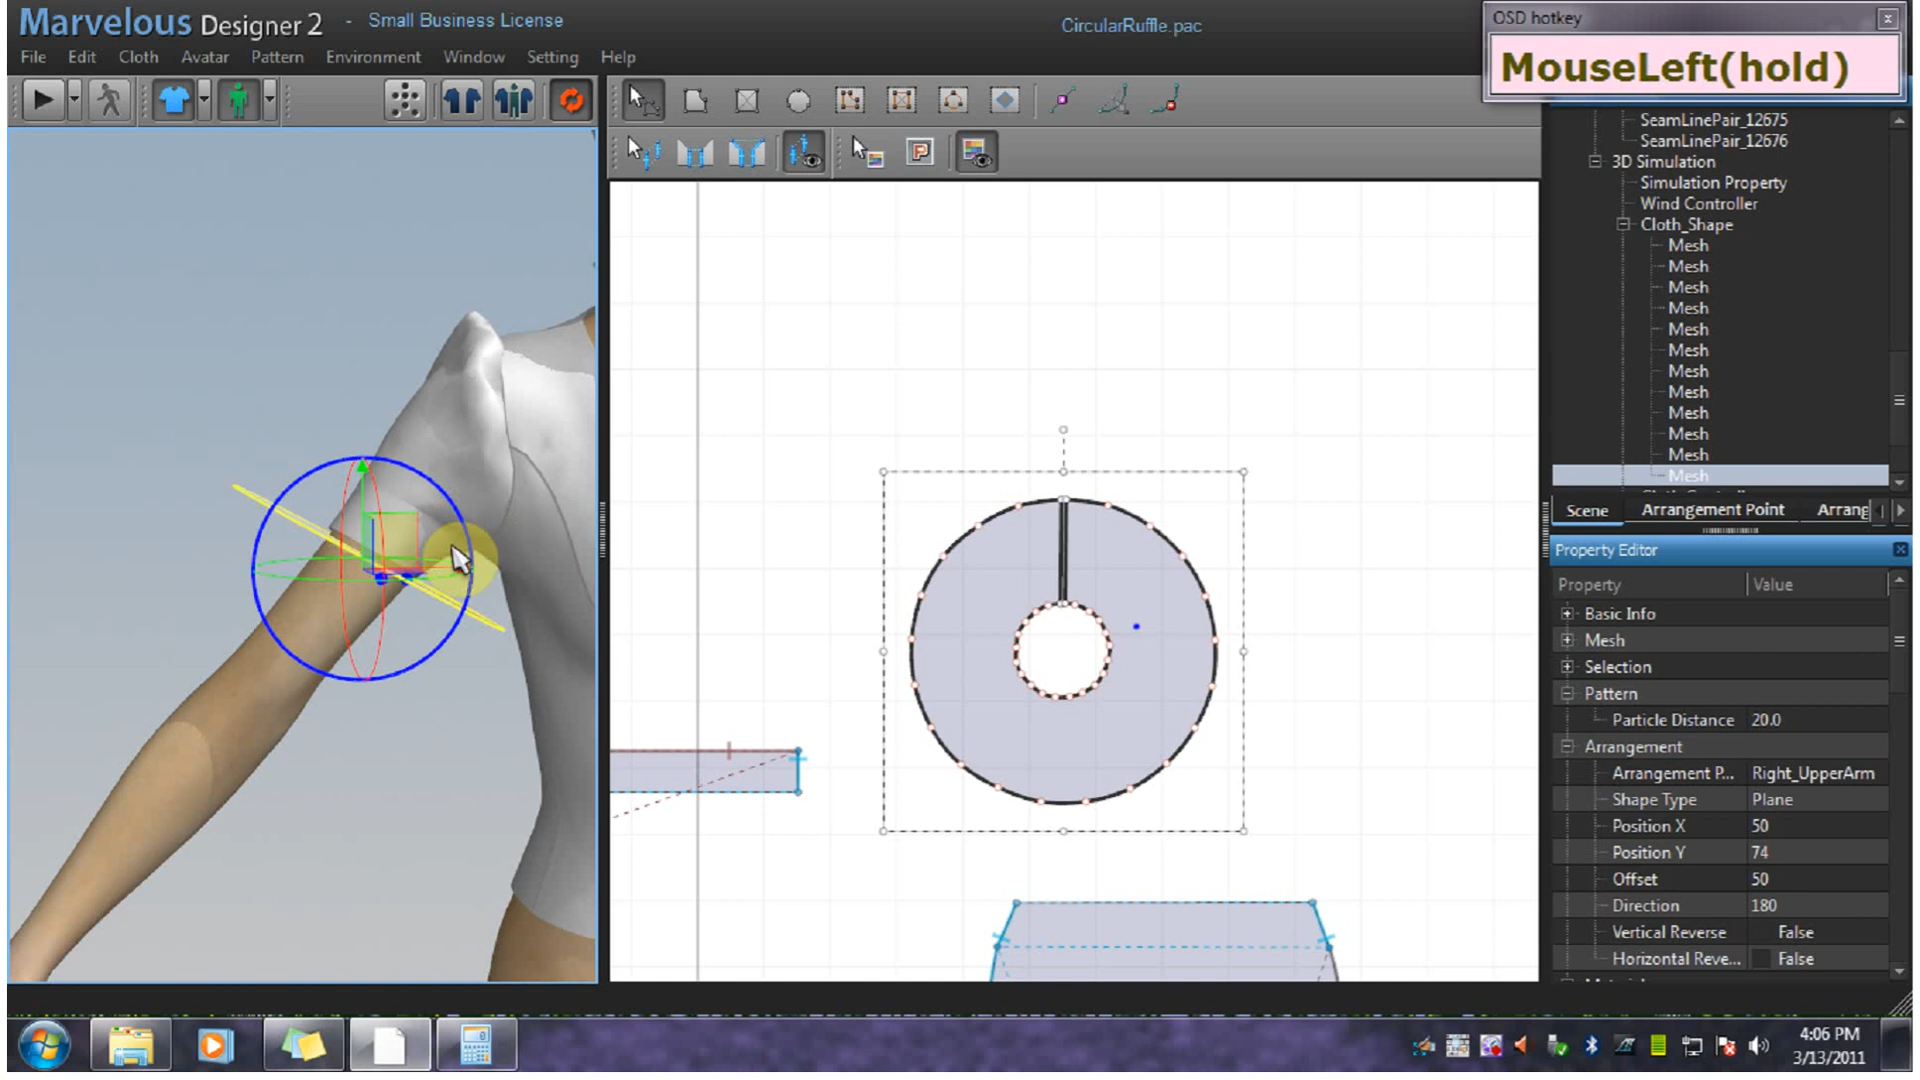 Marvelous Designer 2 - Small Business License
CircularRuffle.pac
OSD hotkey
x
MouseLeft(hold)
File Edit Cloth Avatar Pattern Environment Window Setting Help
SeamLinePair_12675
SeamLinePair_12676
3D Simulation
Simulation Property
Wind Controller
Cloth_Shape
Mesh
Mesh
Mesh
Mesh
Mesh
Mesh
Mesh
Mesh
Mesh
Mesh
Mesh
Mesh
Scene Arrangement Point Arrang
Property Editor
Property Value
Basic Info
Mesh
Selection
Pattern
Particle Distance 20.0
Arrangement
Arrangement P... Right_UpperArm
Shape Type Plane
Position X 50
Position Y 74
Offset 50
Direction 180
Vertical Reverse False
Horizontal Reve... False
P
4:06 PM
3/13/2011